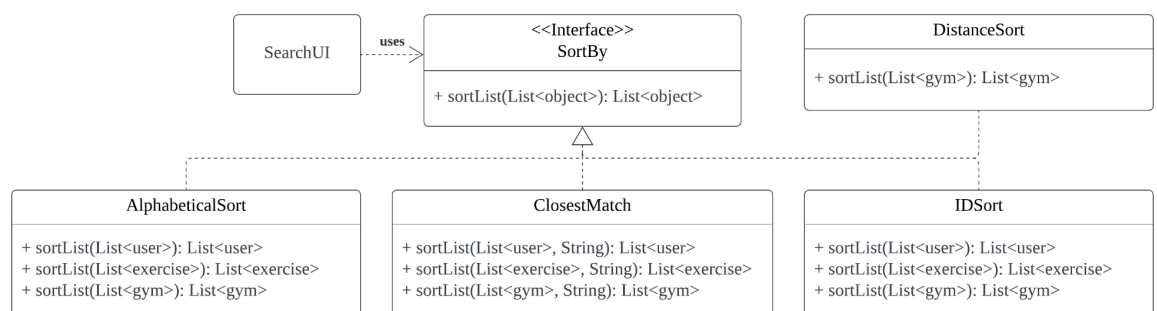 SearchUI
uses
<<Interface>>
SortBy
+ sortList(List<object>): List<object>
DistanceSort
+ sortList(List<gym>): List<gym>
AlphabeticalSort
+ sortList(List<user>): List<user>
+ sortList(List<exercise>): List<exercise>
+ sortList(List<gym>): List<gym>
ClosestMatch
+ sortList(List<user>, String): List<user>
+ sortList(List<exercise>, String): List<exercise>
+ sortList(List<gym>, String): List<gym>
IDSort
+ sortList(List<user>): List<user>
+ sortList(List<exercise>): List<exercise>
+ sortList(List<gym>): List<gym>